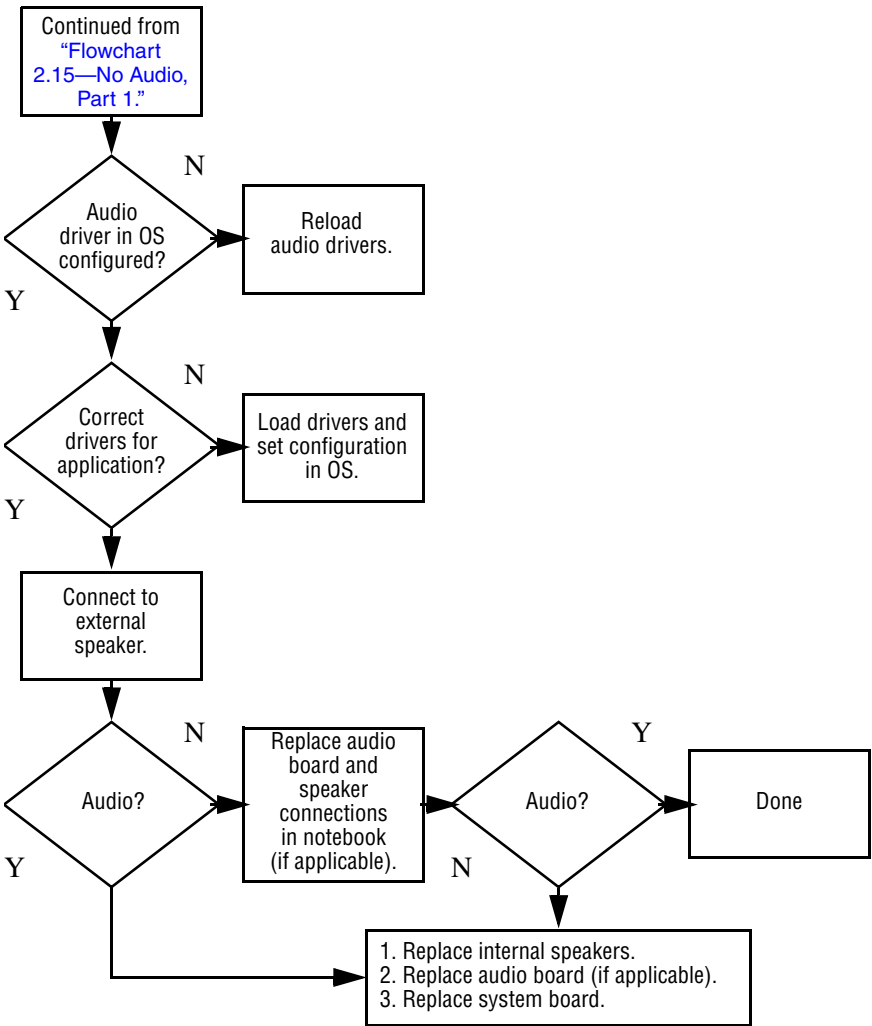 Continued from
“Flowchart
2.15—No Audio,
Part 1.”
N
Audio
driver in OS
configured?
Reload
audio drivers.
Y
N
Correct
drivers for
application?
Load drivers and
set configuration
in OS.
Y
Connect to
external
speaker.
N
Audio?
Y
Replace audio
board and
speaker
connections
in notebook
(if applicable).
Y
Audio?
N
Done
1. Replace internal speakers.
2. Replace audio board (if applicable).
3. Replace system board.